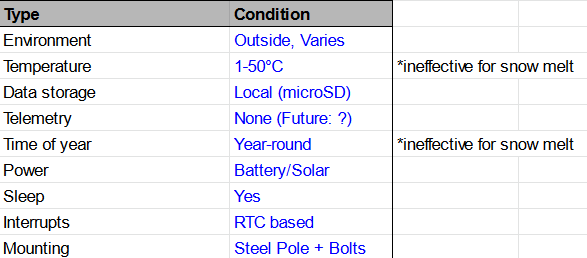 Type Condition
Environment Outside, Varies
Temperature 1-50°C *ineffective for snow melt
Data storage Local (microSD)
Telemetry None (Future: ?)
Time of year Year-round *ineffective for snow melt
Power Battery/Solar
Sleep Yes
Interrupts RTC based
Mounting Steel Pole + Bolts